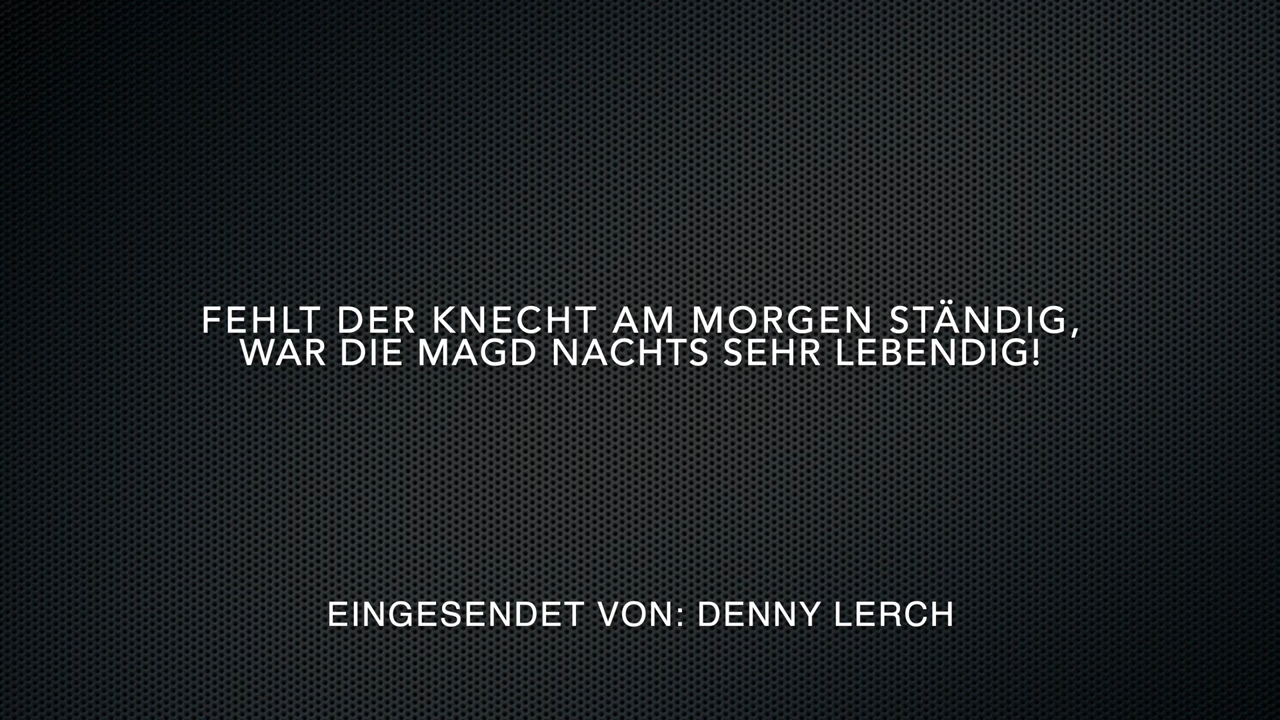 FEHLT DER KNECHT AM MORGEN STÄNDIG,
WAR DIE MAGD NACHTS SEHR LEBENDIG!
EINGESENDET VON: DENNY LERCH